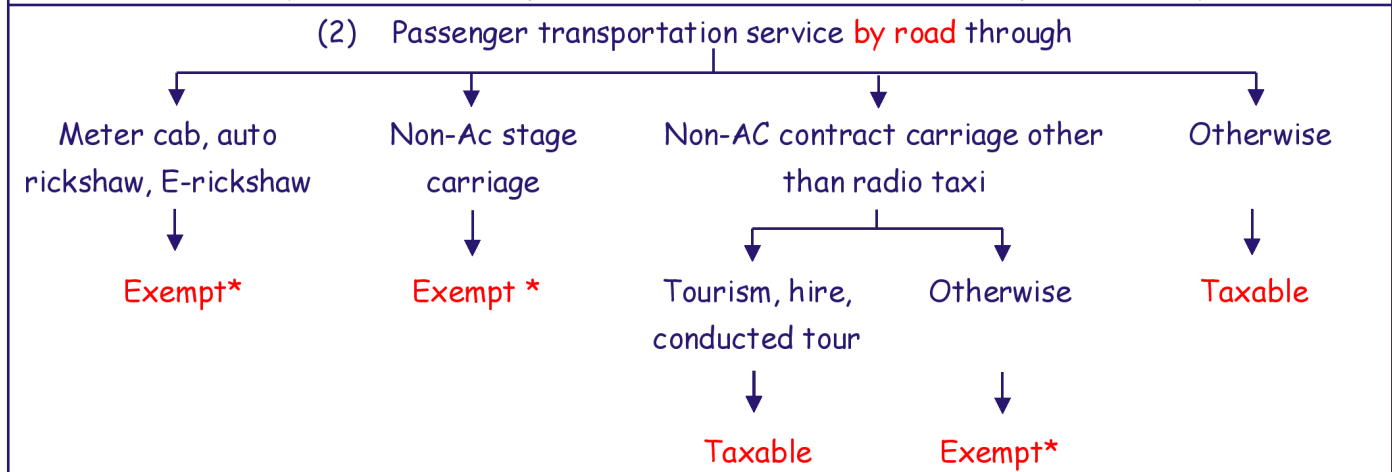 (2) Passenger transportation service by road through
Meter cab, auto
rickshaw, E-rickshaw
Exempt*
Non-Ac stage
carriage
Exempt *
Non-AC contract carriage other
than radio taxi
Tourism, hire,
conducted tour
Taxable
Otherwise
Exempt*
Otherwise
Taxable